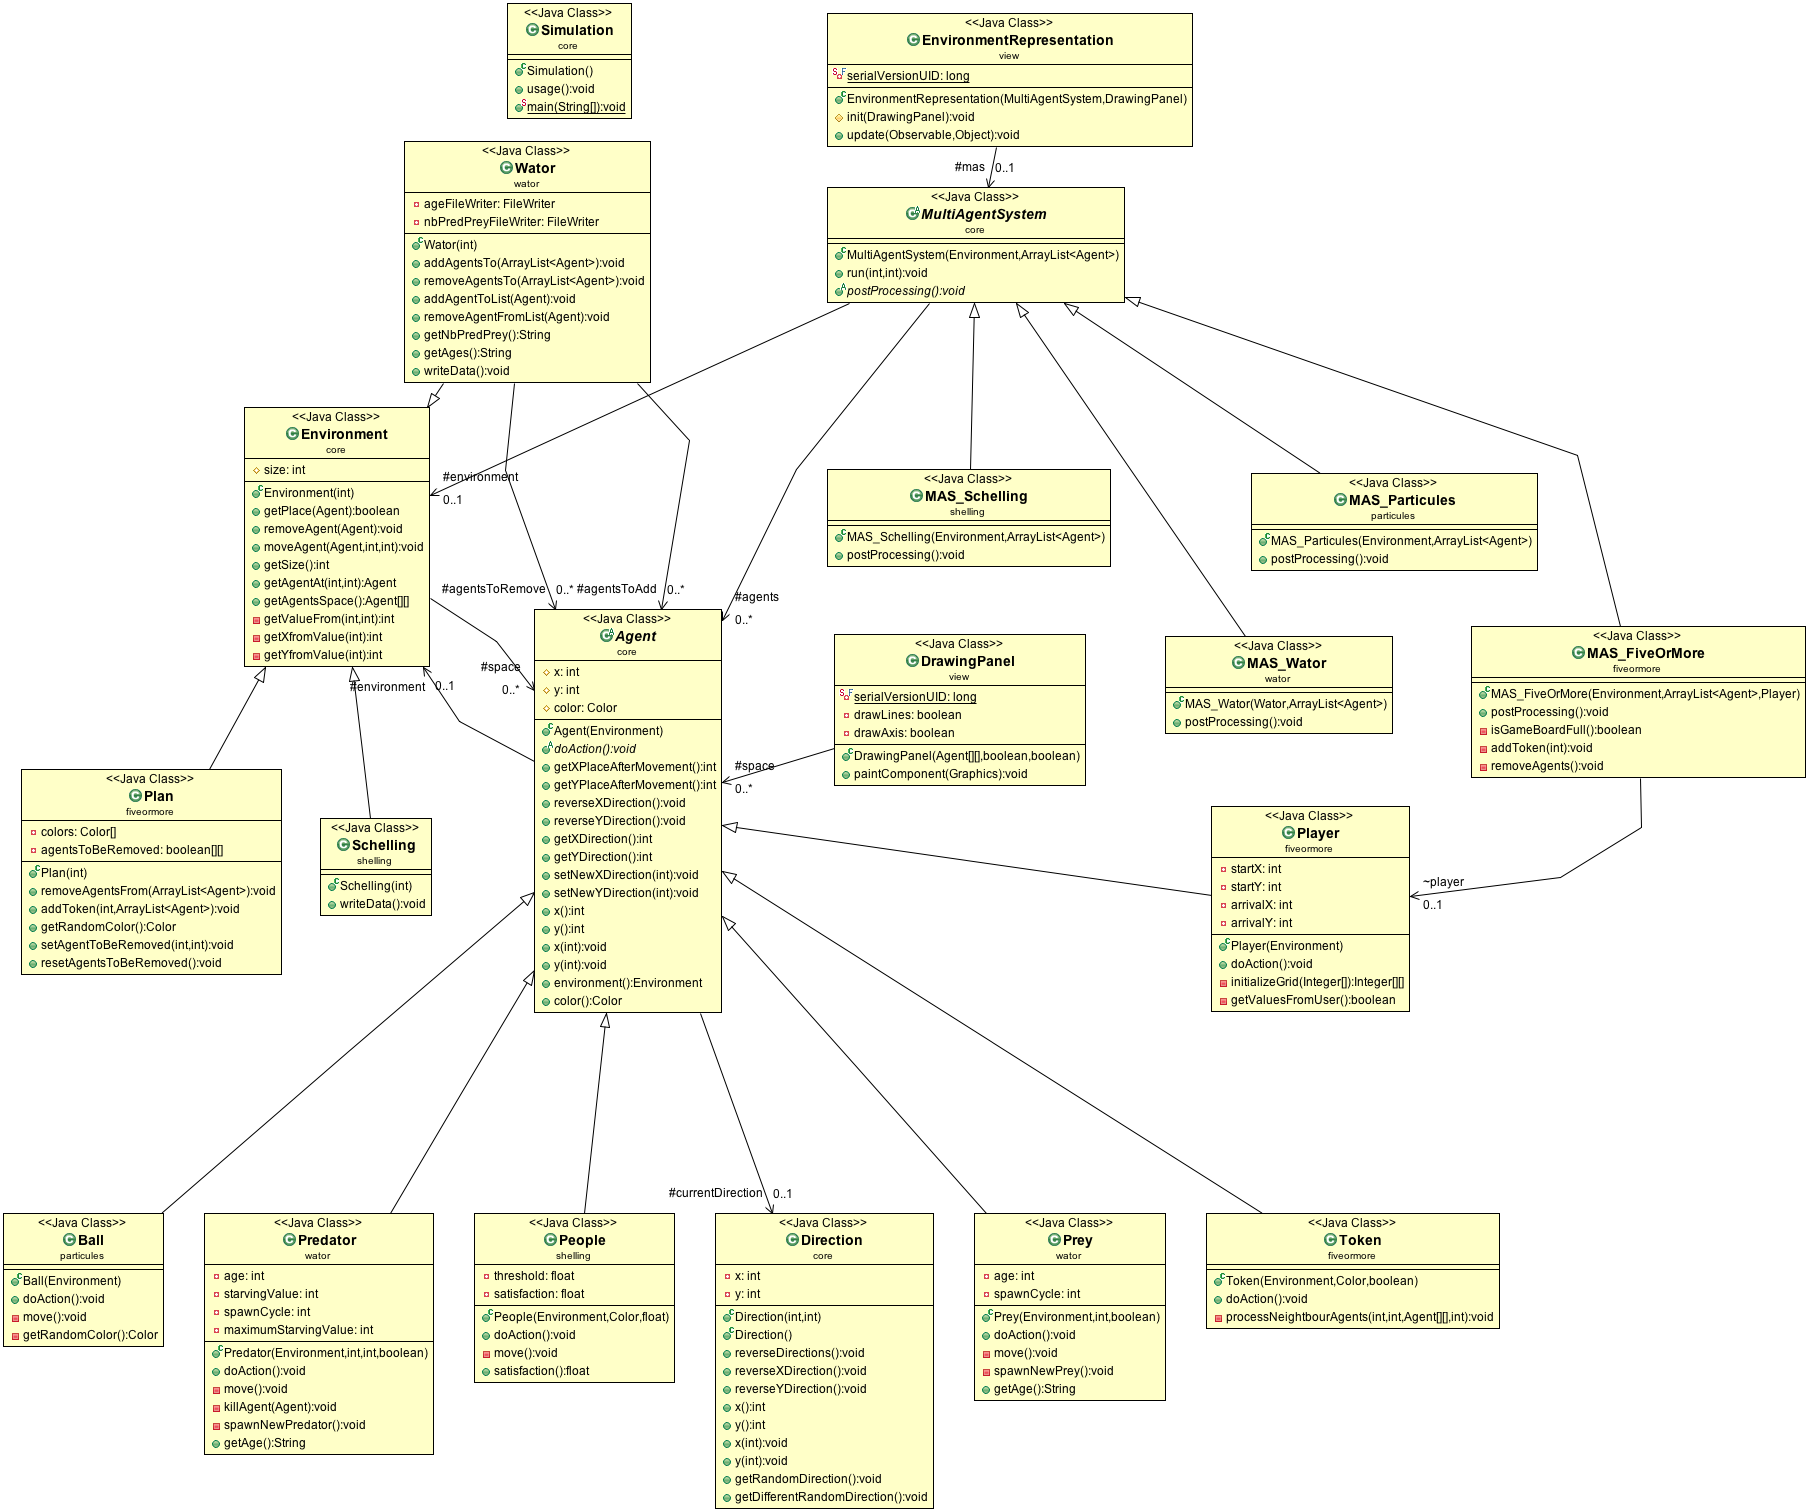 <<Java Class>>
Simulation
core
Simulation()
usage():void
main(String[]):void
<<Java Class>>
EnvironmentRepresentation
view
serialVersionUID: long
EnvironmentRepresentation(MultiAgentSystem,DrawingPanel)
init(DrawingPanel):void
update(Observable,Object):void
#mas
0..1
<<Java Class>>
Wator
wator
ageFileWriter: FileWriter
nbPredPreyFileWriter: FileWriter
Wator(int)
addAgentsTo(ArrayList<Agent>):void
removeAgentsTo(ArrayList<Agent>):void
addAgentToList(Agent):void
removeAgentFromList(Agent):void
getNbPredPrey():String
getAges():String
writeData():void
<<Java Class>>
MultiAgentSystem
core
MultiAgentSystem(Environment,ArrayList<Agent>)
run(int,int):void
postProcessing():void
<<Java Class>>
Environment
core
size: int
Environment(int)
getPlace(Agent):boolean
removeAgent(Agent):void
moveAgent(Agent,int,int):void
getSize():int
getAgentAt(int,int):Agent
getAgentsSpace():Agent[][]
getValueFrom(int,int):int
getXfromValue(int):int
getYfromValue(int):int
#environment
0..1
<<Java Class>>
MAS_Schelling
shelling
MAS_Schelling(Environment,ArrayList<Agent>)
postProcessing():void
<<Java Class>>
MAS_Particules
particules
MAS_Particules(Environment,ArrayList<Agent>)
postProcessing():void
#agentsToRemove
0..*
#agentsToAdd
0..*
#agents
0..*
#space
0..*
#environment
0..1
<<Java Class>>
Agent
core
x: int
y: int
color: Color
Agent(Environment)
doAction():void
getXPlaceAfterMovement():int
getYPlaceAfterMovement():int
reverseXDirection():void
reverseYDirection():void
getXDirection():int
getYDirection():int
setNewXDirection(int):void
setNewYDirection(int):void
x():int
y():int
x(int):void
y(int):void
environment():Environment
color():Color
<<Java Class>>
DrawingPanel
view
serialVersionUID: long
drawLines: boolean
drawAxis: boolean
DrawingPanel(Agent[][],boolean,boolean)
paintComponent(Graphics):void
#space
0..*
<<Java Class>>
MAS_Wator
wator
MAS_Wator(Wator,ArrayList<Agent>)
postProcessing():void
<<Java Class>>
MAS_FiveOrMore
fiveormore
MAS_FiveOrMore(Environment,ArrayList<Agent>,Player)
postProcessing():void
isGameBoardFull():boolean
addToken(int):void
removeAgents():void
<<Java Class>>
Plan
fiveormore
colors: Color[]
agentsToBeRemoved: boolean[][]
Plan(int)
removeAgentsFrom(ArrayList<Agent>):void
addToken(int,ArrayList<Agent>):void
getRandomColor():Color
setAgentToBeRemoved(int,int):void
resetAgentsToBeRemoved():void
<<Java Class>>
Schelling
shelling
Schelling(int)
writeData():void
<<Java Class>>
Player
fiveormore
startX: int
startY: int
arrivalX: int
arrivalY: int
Player(Environment)
doAction():void
initializeGrid(Integer[]):Integer[][]
getValuesFromUser():boolean
~player
0..1
#currentDirection
0..1
<<Java Class>>
Ball
particules
Ball(Environment)
doAction():void
move():void
getRandomColor():Color
<<Java Class>>
Predator
wator
age: int
starvingValue: int
spawnCycle: int
maximumStarvingValue: int
Predator(Environment,int,int,boolean)
doAction():void
move():void
killAgent(Agent):void
spawnNewPredator():void
getAge():String
<<Java Class>>
People
shelling
threshold: float
satisfaction: float
People(Environment,Color,float)
doAction():void
move():void
satisfaction():float
<<Java Class>>
Direction
core
x: int
y: int
Direction(int,int)
Direction()
reverseDirections():void
reverseXDirection():void
reverseYDirection():void
x():int
y():int
x(int):void
y(int):void
getRandomDirection():void
getDifferentRandomDirection():void
<<Java Class>>
Prey
wator
age: int
spawnCycle: int
Prey(Environment,int,boolean)
doAction():void
move():void
spawnNewPrey():void
getAge():String
<<Java Class>>
Token
fiveormore
Token(Environment,Color,boolean)
doAction():void
processNeightbourAgents(int,int,Agent[][],int):void